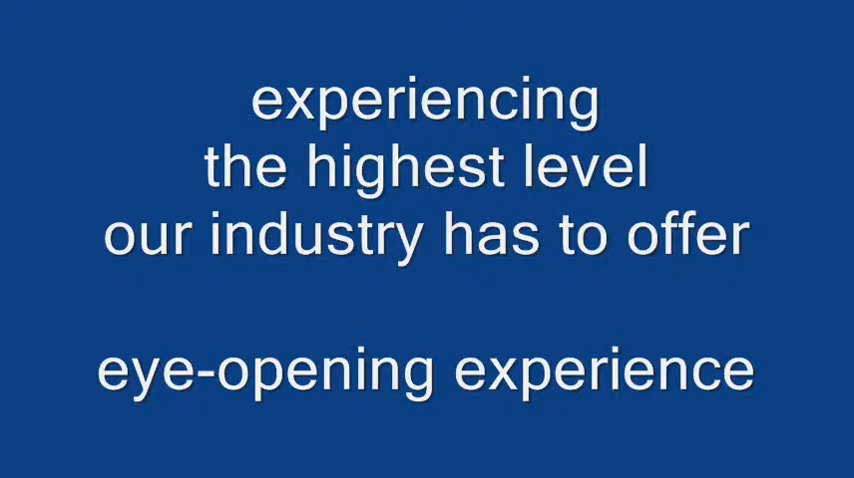 experiencing
the highest level
our industry has to offer
eye-opening experience